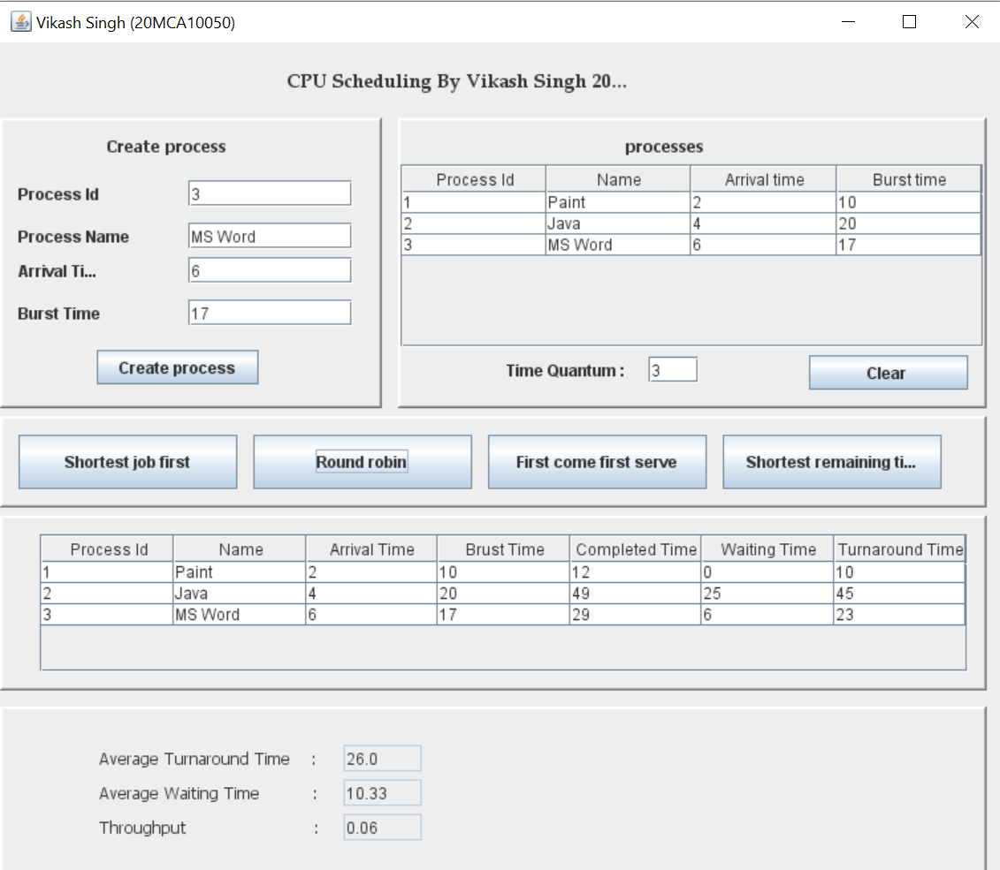 Vikash Singh (20MCA10050)
CPU Scheduling By Vikash Singh 20...
Create process
Process Id 3
Process Name MS Word
Arrival Ti... 6
Burst Time 17
Create process
processes
Process Id Name Arrival time Burst time
1 Paint 2 10
2 Java 4 20
3 MS Word 6 17
Time Quantum : 3 Clear
Shortest job first Round robin First come first serve Shortest remaining ti...
Process Id Name Arrival Time Brust Time Completed Time Waiting Time Turnaround Time
1 Paint 2 10 12 0 10
2 Java 4 20 49 25 45
3 MS Word 6 17 29 6 23
Average Turnaround Time : 26.0
Average Waiting Time : 10.33
Throughput : 0.06